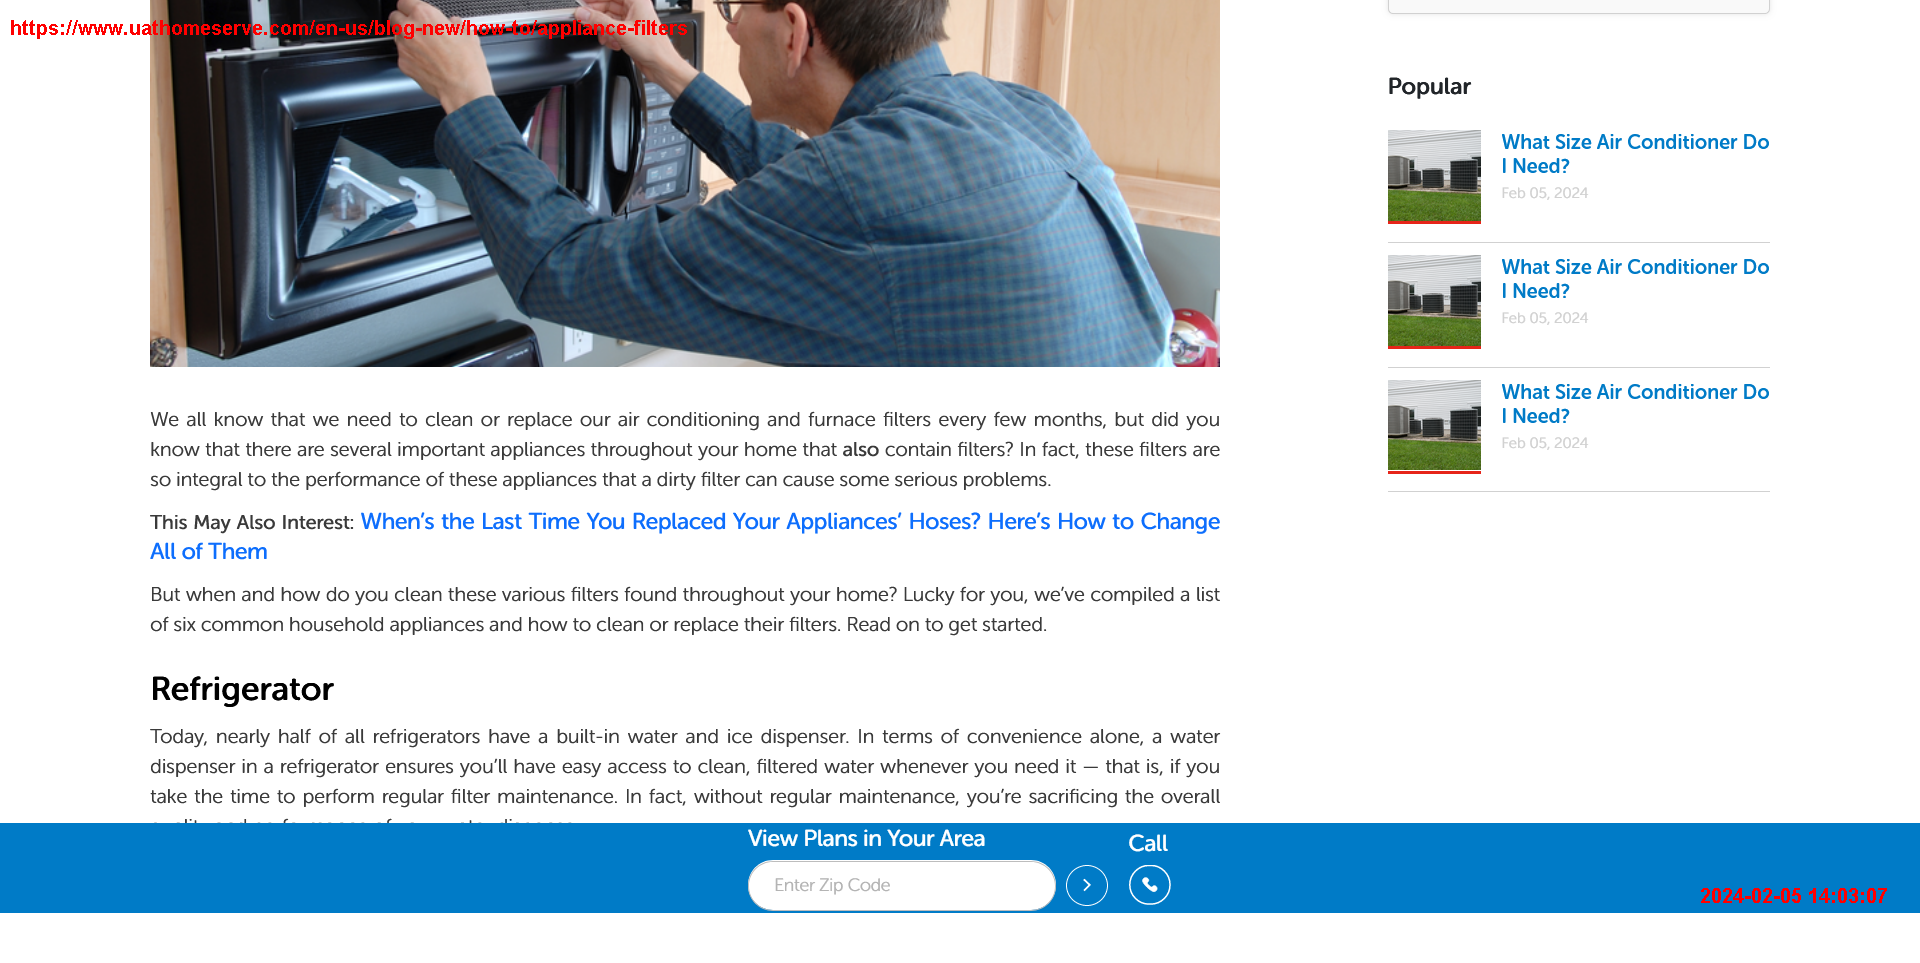 https://www.uathomeserve.com/en-us/blog-new/how-to/appliance-filters
We all know that we need to clean or replace our air conditioning and furnace filters every few months, but did you
know that there are several important appliances throughout your home that also contain filters? In fact, these filters are
so integral to the performance of these appliances that a dirty filter can cause some serious problems.
This May Also Interest: When’s the Last Time You Replaced Your Appliances’ Hoses? Here’s How to Change
All of Them
But when and how do you clean these various filters found throughout your home? Lucky for you, we’ve compiled a list
of six common household appliances and how to clean or replace their filters. Read on to get started.
Refrigerator
Today, nearly half of all refrigerators have a built-in water and ice dispenser. In terms of convenience alone, a water
dispenser in a refrigerator ensures you’ll have easy access to clean, filtered water whenever you need it — that is, if you
take the time to perform regular filter maintenance. In fact, without regular maintenance, you’re sacrificing the overall
Popular
What Size Air Conditioner Do
I Need?
Feb 05, 2024
What Size Air Conditioner Do
I Need?
Feb 05, 2024
What Size Air Conditioner Do
I Need?
Feb 05, 2024
View Plans in Your Area
Enter Zip Code
Call
2024-02-05 14:03:07